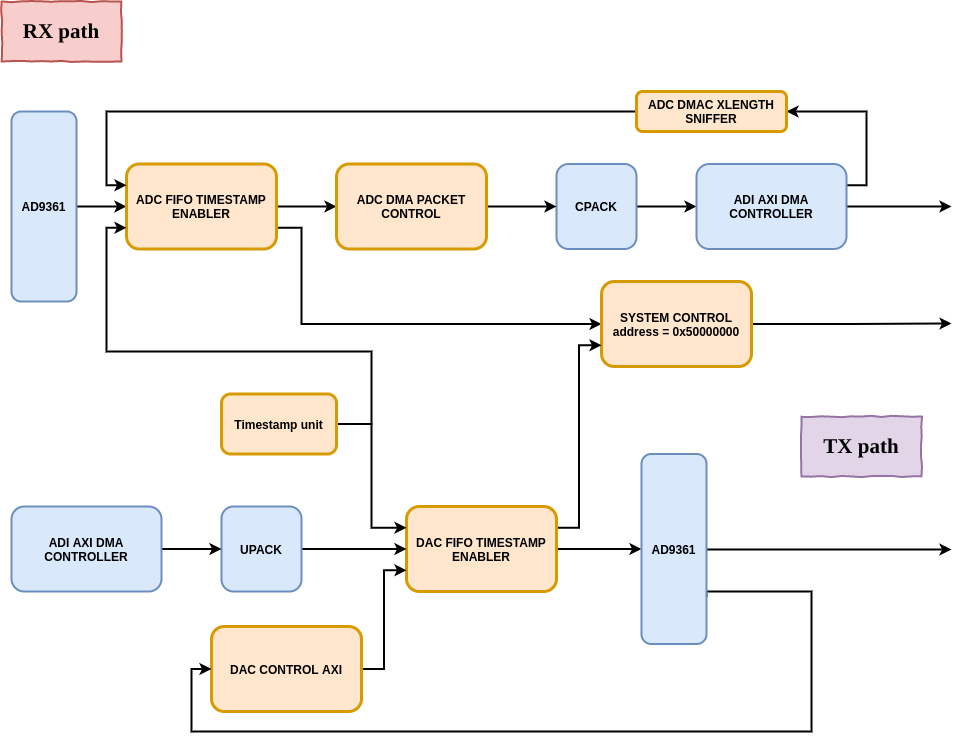 RX path
ADC DMAC XLENGTH
SNIFFER
AD9361
ADC FIFO TIMESTAMP
ENABLER
ADC DMA PACKET
CONTROL
CPACK
ADI AXI DMA
CONTROLLER
SYSTEM CONTROL
address = 0x50000000
Timestamp unit
TX path
ADI AXI DMA
CONTROLLER
UPACK
DAC FIFO TIMESTAMP
ENABLER
AD9361
DAC CONTROL AXI